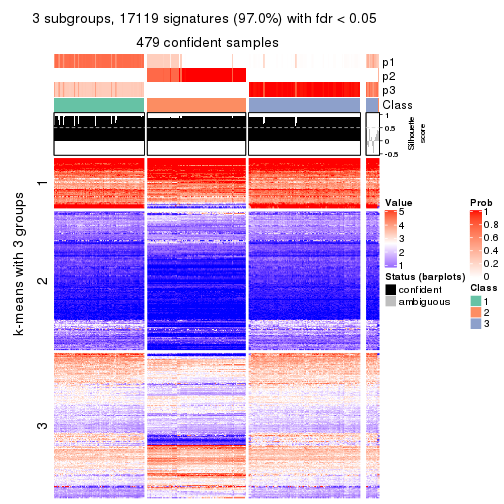 3 subgroups, 17119 signatures (97.0%) with fdr < 0.05
479 confident samples
p1
p2
p3
Class
1
0.5
0
-0.5
Silhouette
score
k-means with 3 groups
1
2
3
Value
5
4
3
2
1
Status (barplots)
confident
ambiguous
Prob
1
0.8
0.6
0.4
0.2
0
Class
1
2
3